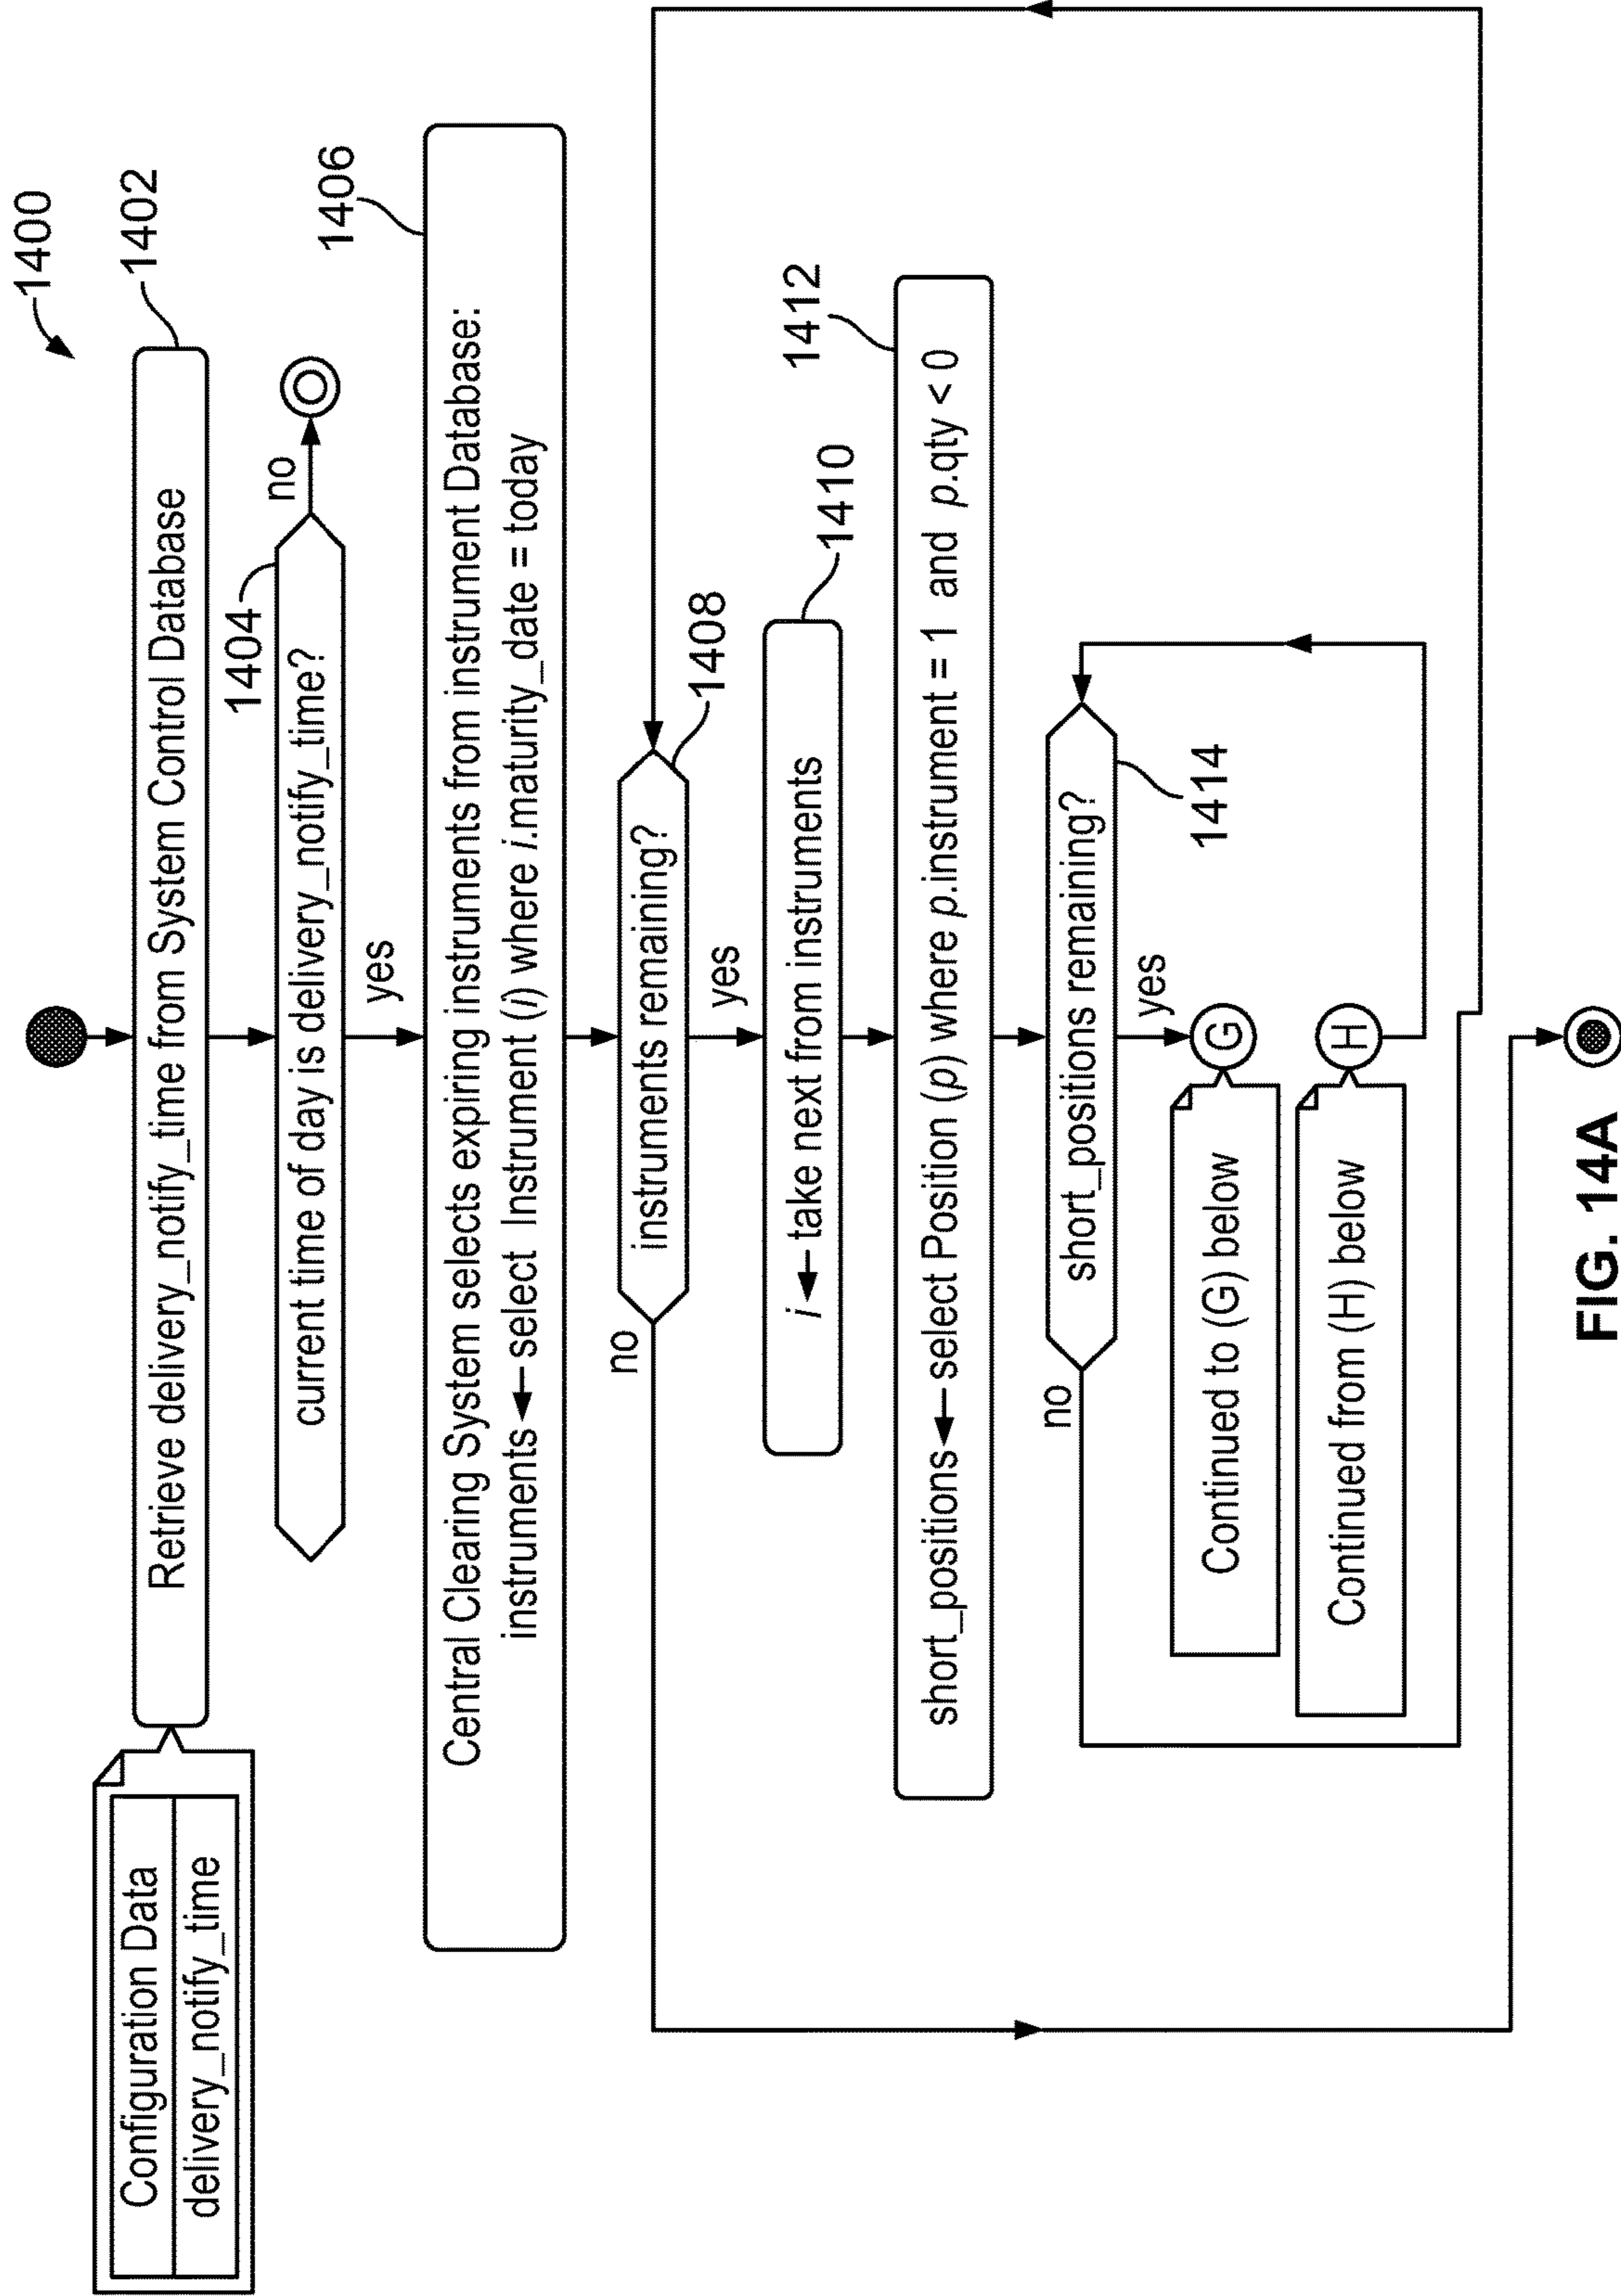 1400
Configuration Data
delivery_notify_time
Retrieve delivery_notify_time from System Control Database
1402
current time of day is delivery_notify_time?
1404
no
yes
Central Clearing System selects expiring instruments from instrument Database:
instruments ← select Instrument (i) where i.maturity_date = today
1406
instruments remaining?
1408
no
yes
i ← take next from instruments
1410
short_positions ← select Position (p) where p.instrument = 1 and p.qty < 0
1412
short_positions remaining?
1414
no
yes
G
Continued to (G) below
H
Continued from (H) below
FIG. 14A